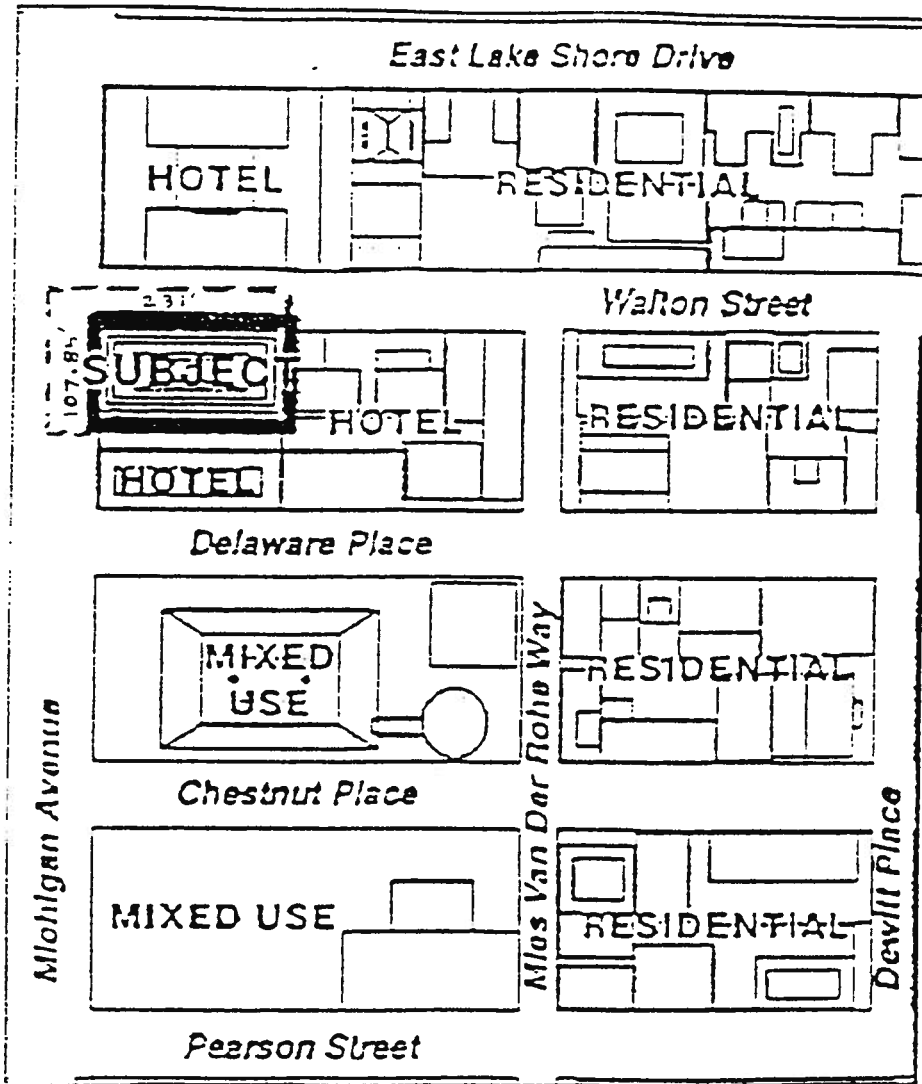 East Lake Shore Drive
HOTEL
RESIDENTIAL
Walton Street
231'
107.84'
SUBJECT
HOTEL
RESIDENTIAL
HOTEL
Delaware Place
MIXED
USE
RESIDENTIAL
Chestnut Place
Michigan Avenue
Mies Van Der Rohe Way
Dewitt Place
MIXED USE
RESIDENTIAL
Pearson Street